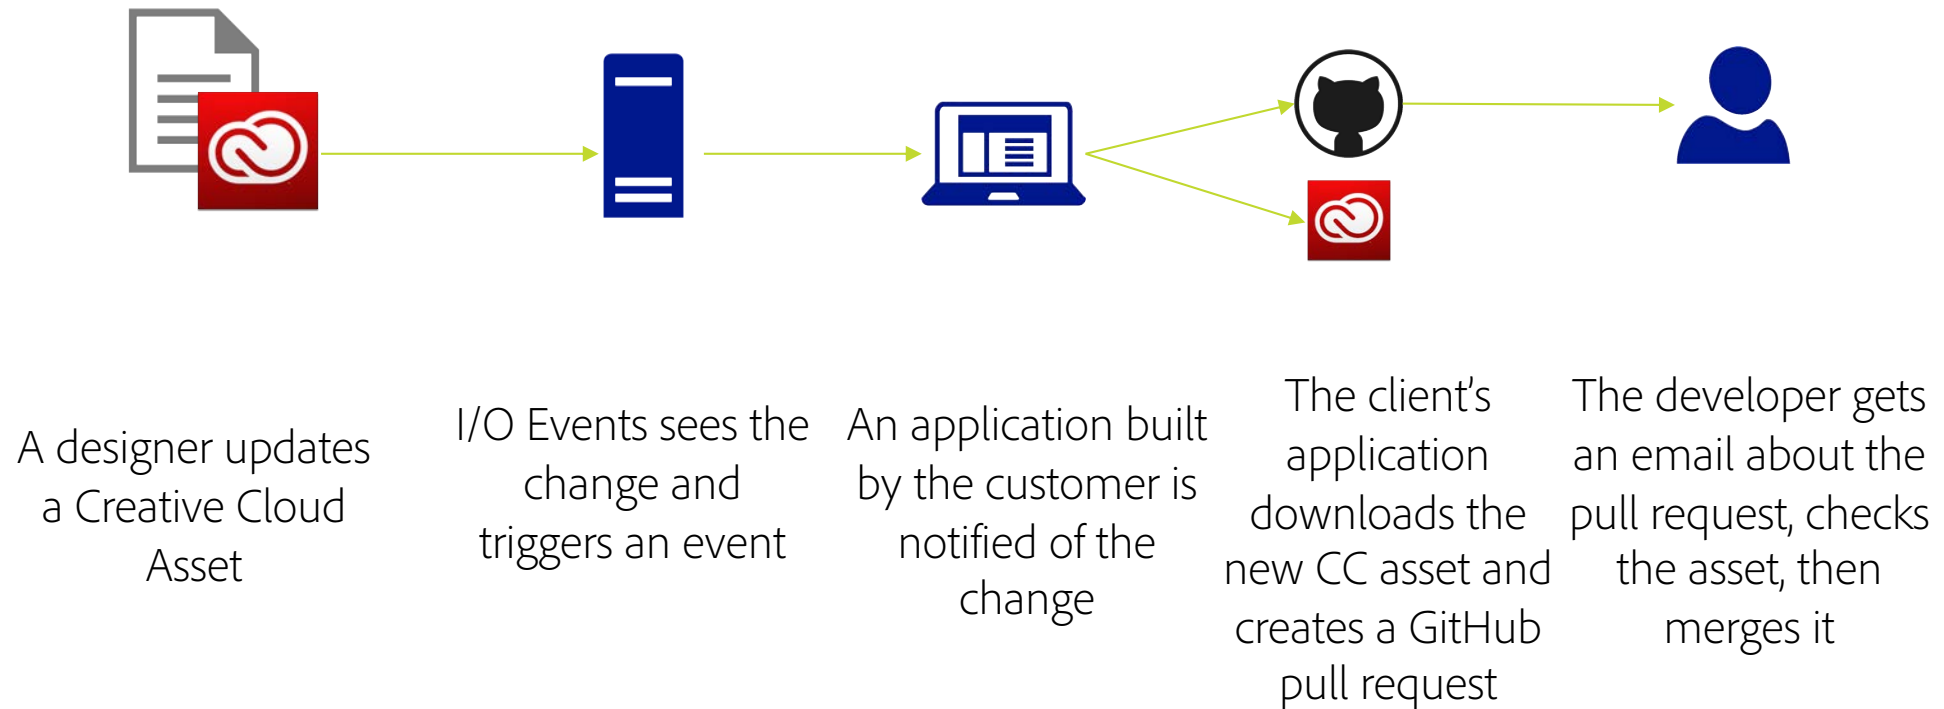 A designer updates
a Creative Cloud
Asset
I/O Events sees the
change and
triggers an event
An application built
by the customer is
notified of the
change
The client’s
application
downloads the
new CC asset and
creates a GitHub
pull request
The developer gets
an email about the
pull request, checks
the asset, then
merges it